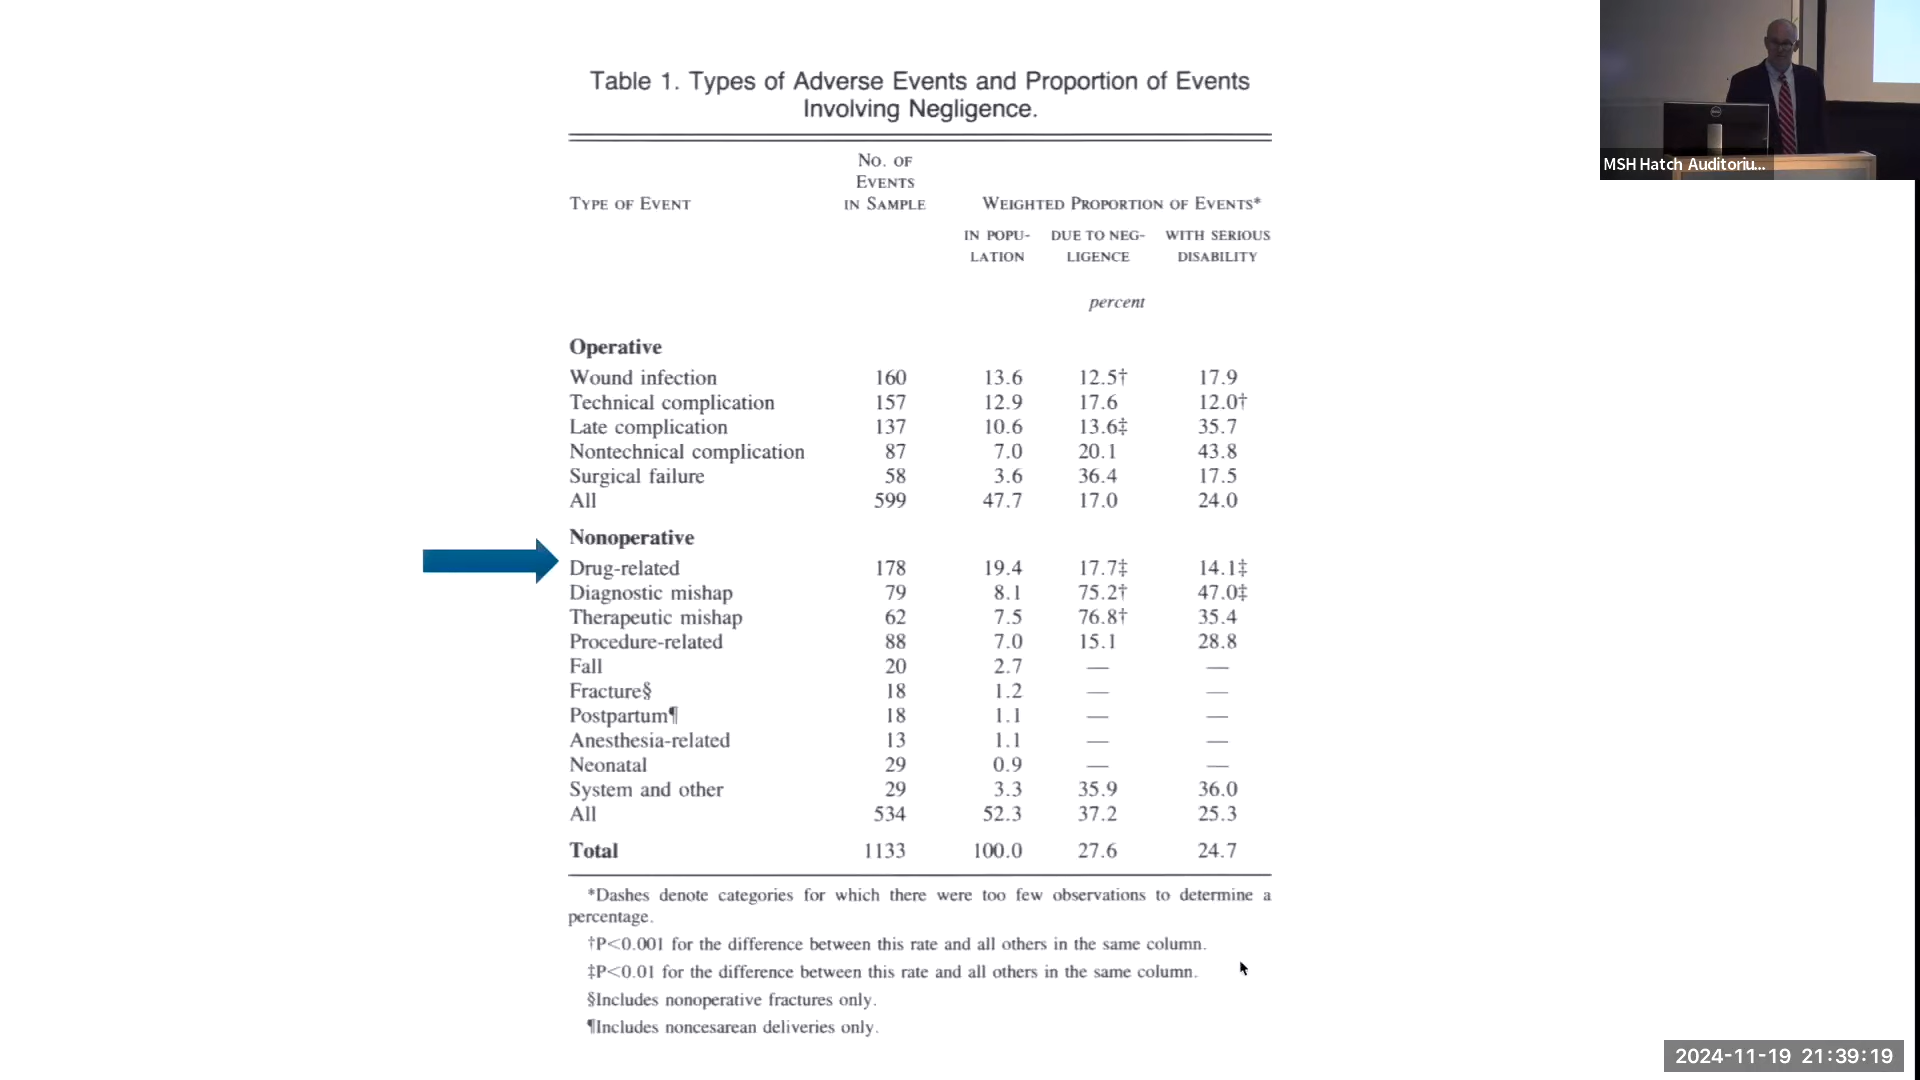 Table 1. Types of Adverse Events and Proportion of Events
Involving Negligence.
NO. OF
EVENTS
TYPE OF EVENT IN SAMPLE WEIGHTED PROPORTION OF EVENTS*
IN POPU- DUE TO NEG- WITH SERIOUS
LATION LIGENCE DISABILITY
percent
Operative
Wound infection 160 13.6 12.5† 17.9
Technical complication 157 12.9 17.6 12.0†
Late complication 137 10.6 13.6‡ 35.7
Nontechnical complication 87 7.0 20.1 43.8
Surgical failure 58 3.6 36.4 17.5
All 599 47.7 17.0 24.0
Nonoperative
Drug-related 178 19.4 17.7‡ 14.1‡
Diagnostic mishap 79 8.1 75.2† 47.0‡
Therapeutic mishap 62 7.5 76.8† 35.4
Procedure-related 88 7.0 15.1 28.8
Fall 20 2.7 — —
Fracture§ 18 1.2 — —
Postpartum¶ 18 1.1 — —
Anesthesia-related 13 1.1 — —
Neonatal 29 0.9 — —
System and other 29 3.3 35.9 36.0
All 534 52.3 37.2 25.3
Total 1133 100.0 27.6 24.7
*Dashes denote categories for which there were too few observations to determine a
percentage.
†P<0.001 for the difference between this rate and all others in the same column.
‡P<0.01 for the difference between this rate and all others in the same column.
§Includes nonoperative fractures only.
¶Includes noncesarean deliveries only.
MSH Hatch Auditoriu...
2024-11-19 21:39:19